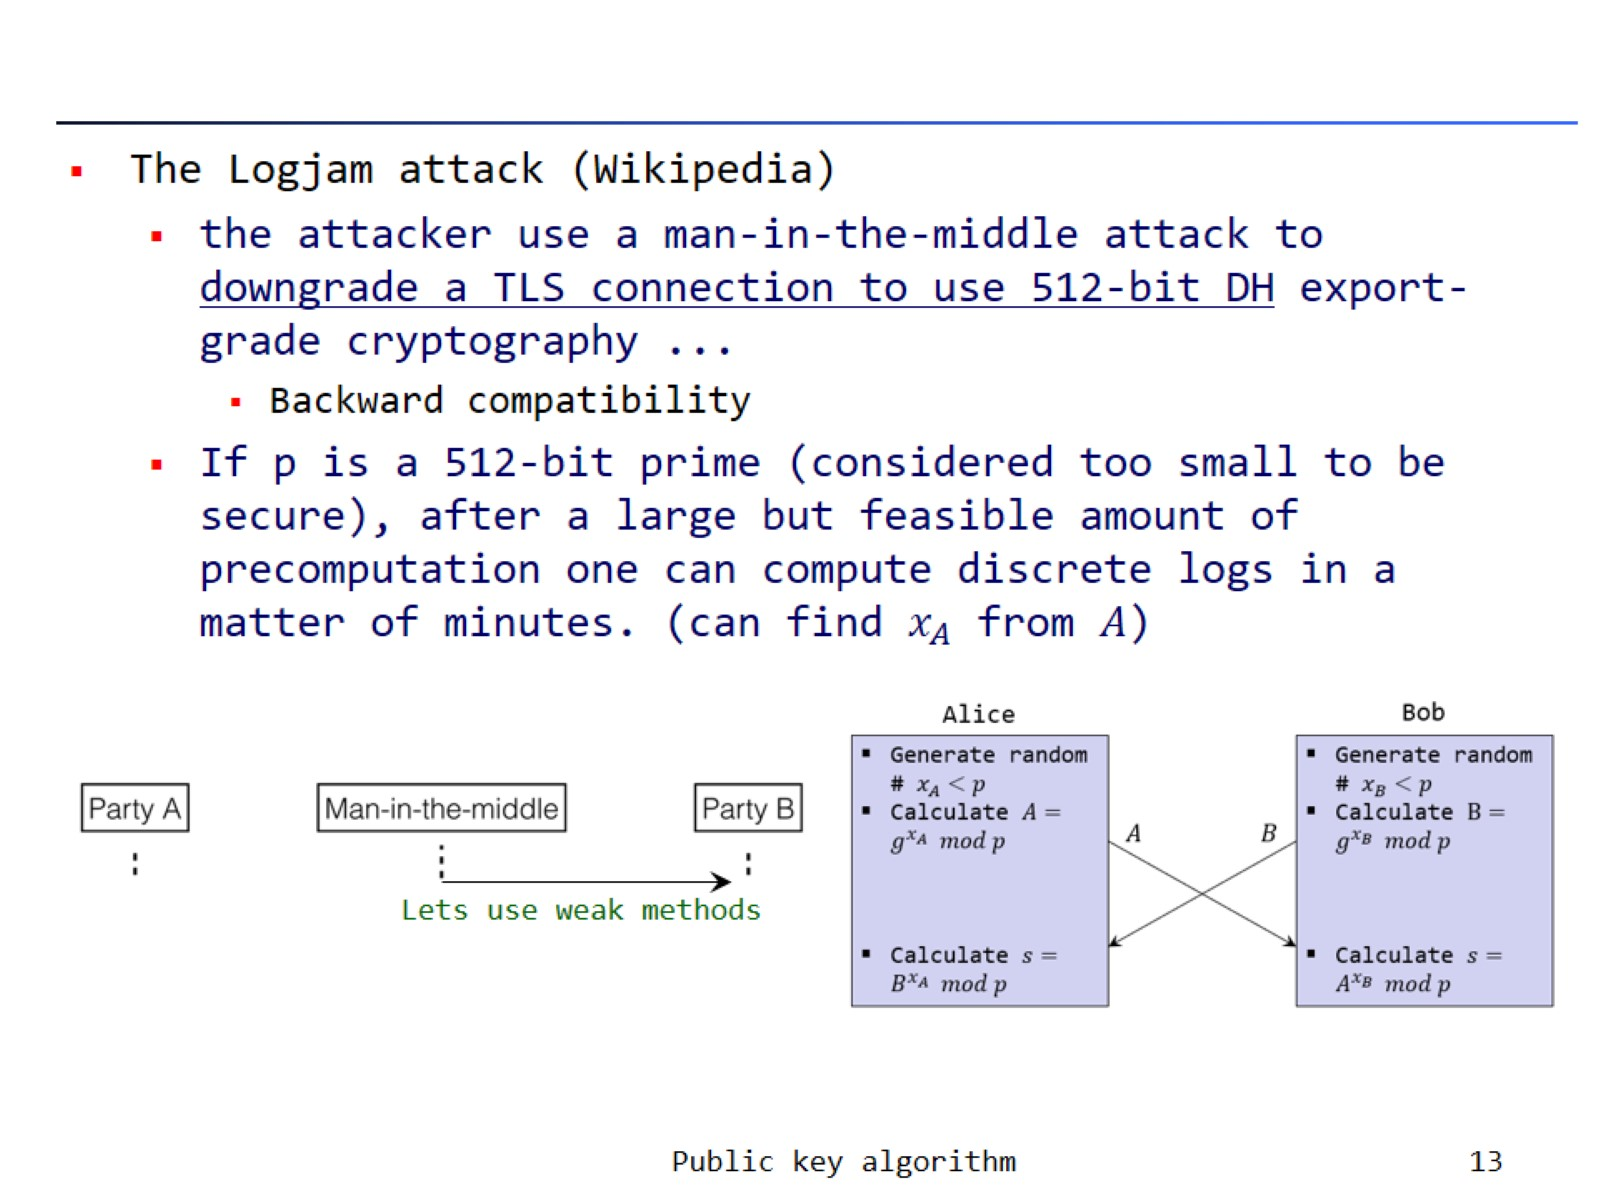 The Logjam attack (Wikipedia)
the attacker use a man-in-the-middle attack to
downgrade a TLS connection to use 512-bit DH export-
grade cryptography ...
Backward compatibility
If p is a 512-bit prime (considered too small to be
secure), after a large but feasible amount of
precomputation one can compute discrete logs in a
matter of minutes. (can find x_A from A)
Party A
Man-in-the-middle
Party B
Lets use weak methods
Alice
Generate random
# x_A < p
Calculate A =
g^{x_A} mod p
Calculate s =
B^{x_A} mod p
A
B
Bob
Generate random
# x_B < p
Calculate B =
g^{x_B} mod p
Calculate s =
A^{x_B} mod p
Public key algorithm
13